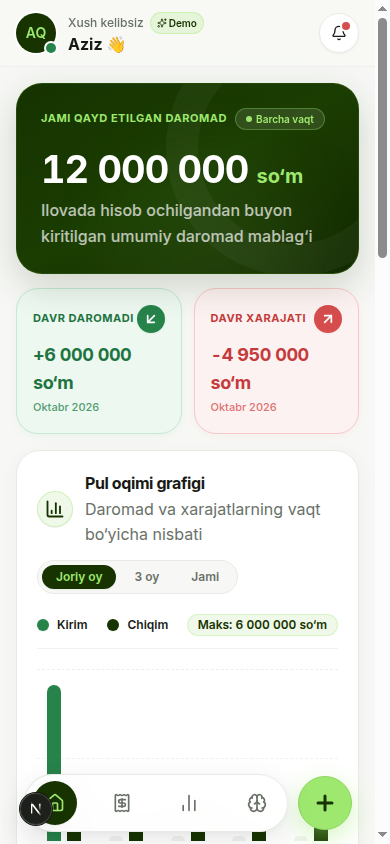 AQ
Xush kelibsiz Demo
Aziz 👋
JAMI QAYD ETILGAN DAROMAD Barcha vaqt
12 000 000 so‘m
Ilovada hisob ochilgandan buyon
kiritilgan umumiy daromad mablag‘i
DAVR DAROMADI
+6 000 000
so‘m
Oktabr 2026
DAVR XARAJATI
-4 950 000
so‘m
Oktabr 2026
Pul oqimi grafigi
Daromad va xarajatlarning vaqt
bo‘yicha nisbati
Joriy oy 3 oy Jami
Kirim Chiqim Maks: 6 000 000 so‘m
N